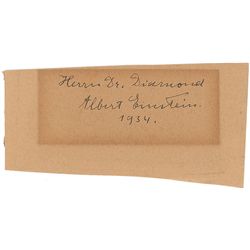 Herrn Dr. Diamond
Albert Einstein.
1934.